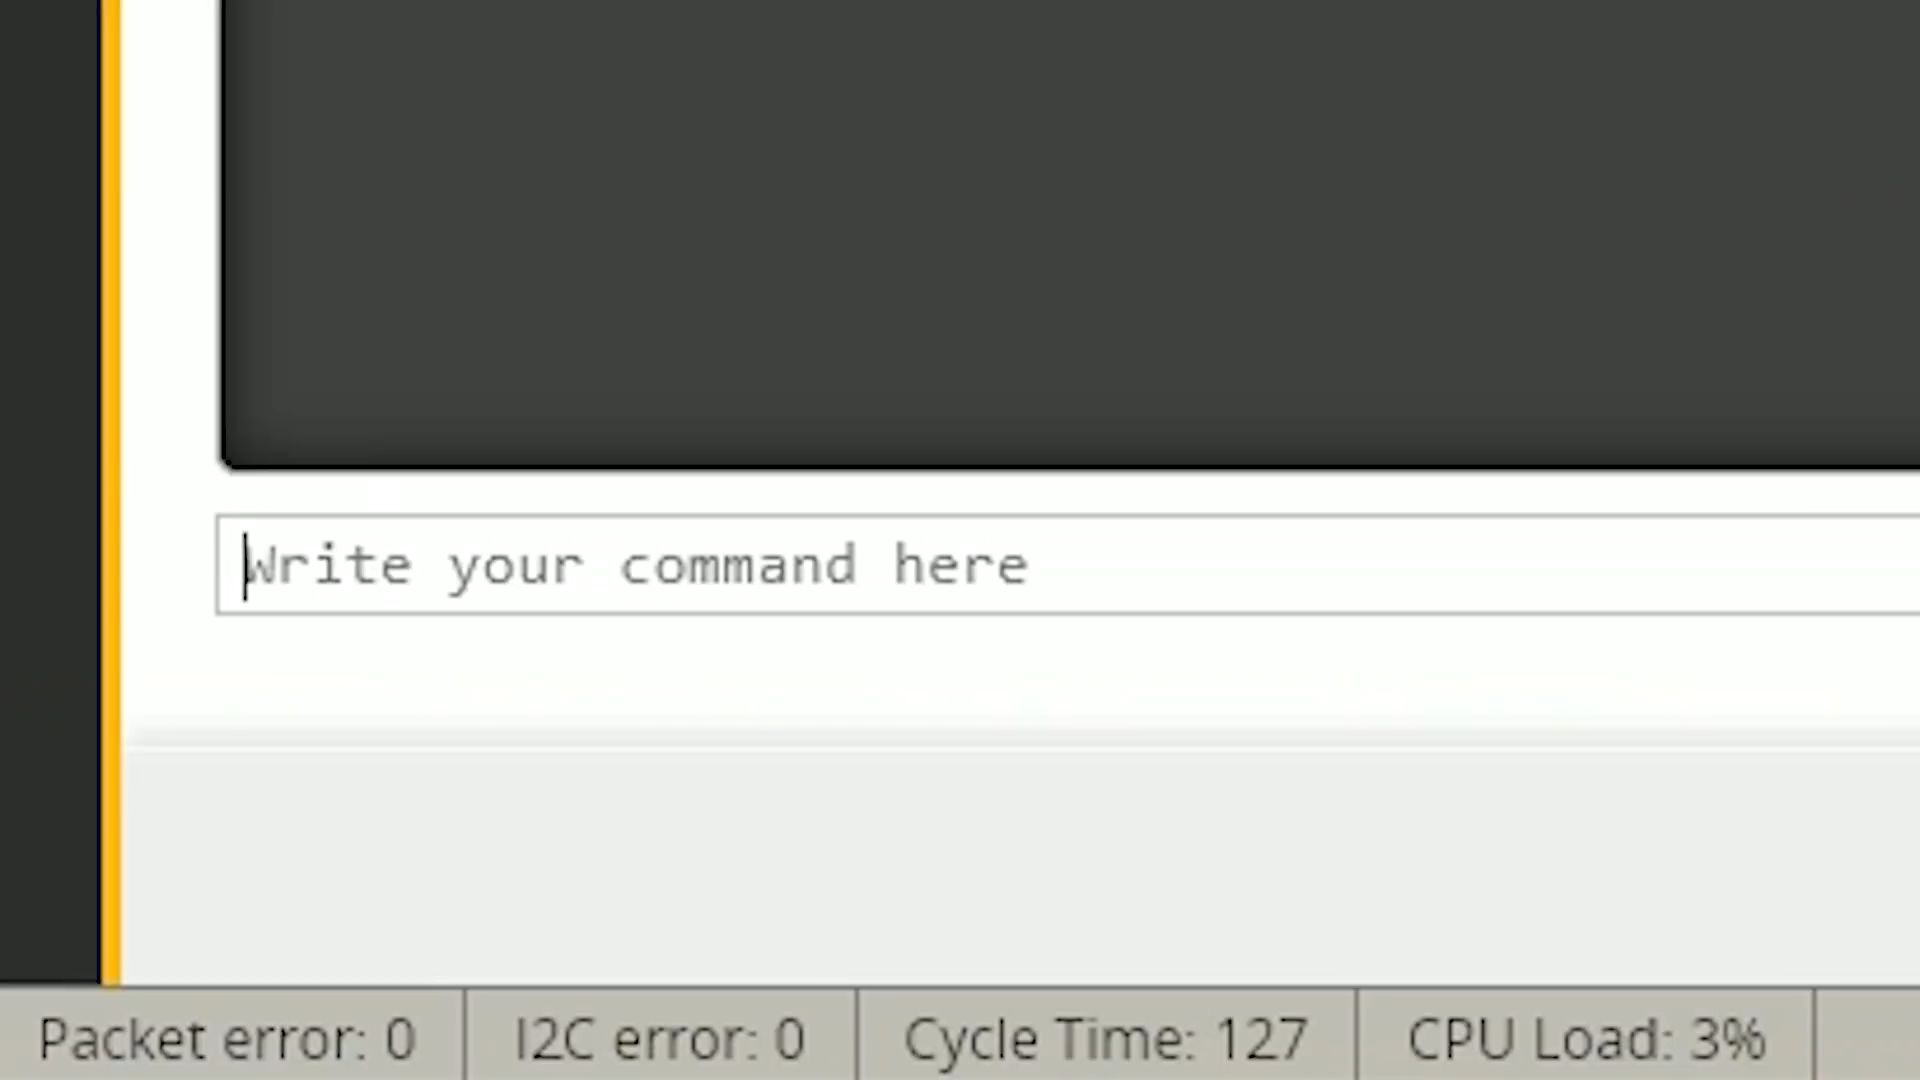 Write your command here
Packet error: 0 I2C error: 0 Cycle Time: 127 CPU Load: 3%